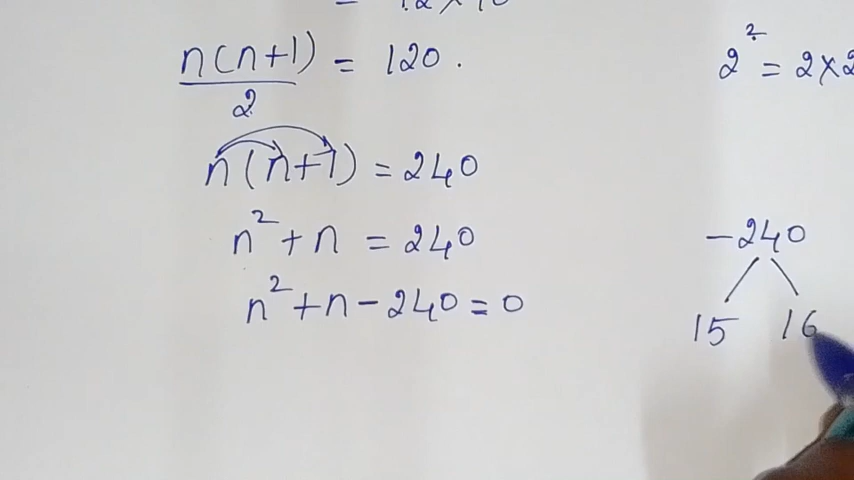 n(n+1)/2 = 120.
n(n+1) = 240
n² + n = 240
n² + n - 240 = 0
2² = 2×2
-240
15 16